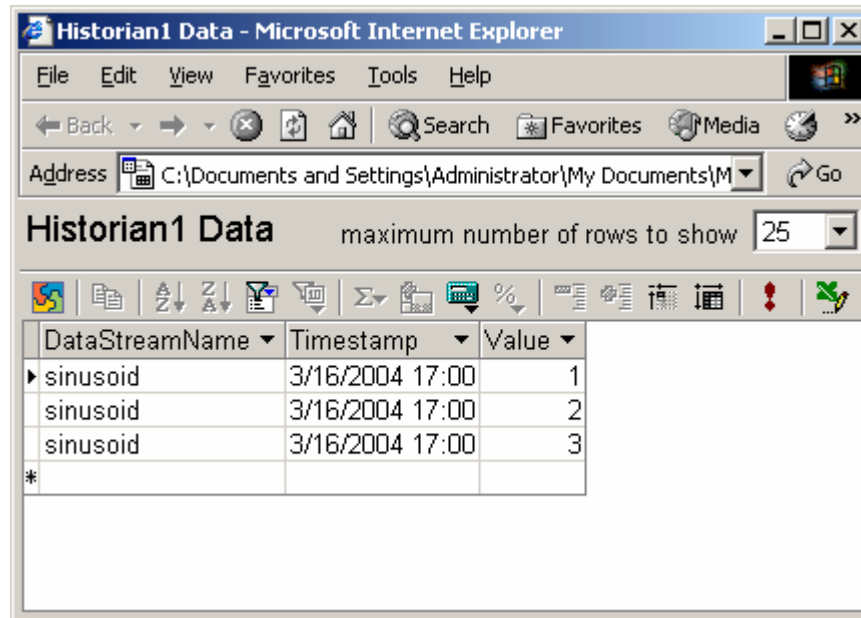 Historian1 Data - Microsoft Internet Explorer
File Edit View Favorites Tools Help
Back Search Favorites Media »
Address C:\Documents and Settings\Administrator\My Documents\M Go
Historian1 Data maximum number of rows to show 25
DataStreamName Timestamp Value
sinusoid 3/16/2004 17:00 1
sinusoid 3/16/2004 17:00 2
sinusoid 3/16/2004 17:00 3
*